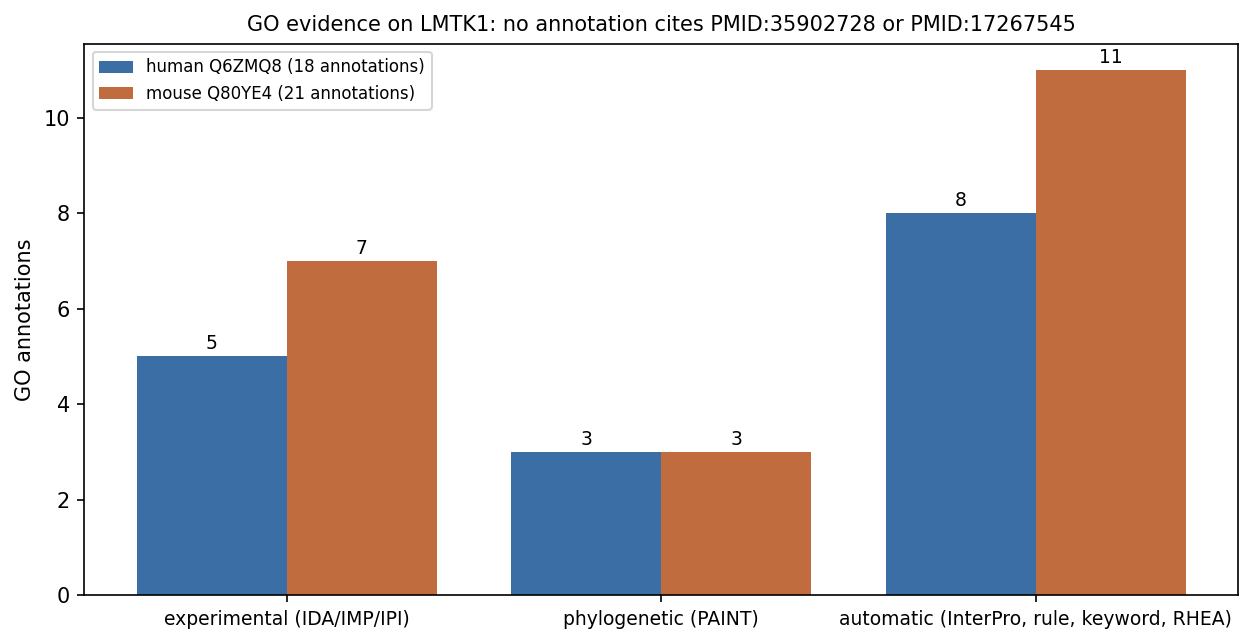 GO evidence on LMTK1: no annotation cites PMID:35902728 or PMID:17267545
human Q6ZMQ8 (18 annotations)
mouse Q80YE4 (21 annotations)
GO annotations
10
8
6
4
2
0
5
7
3
3
8
11
experimental (IDA/IMP/IPI)
phylogenetic (PAINT)
automatic (InterPro, rule, keyword, RHEA)